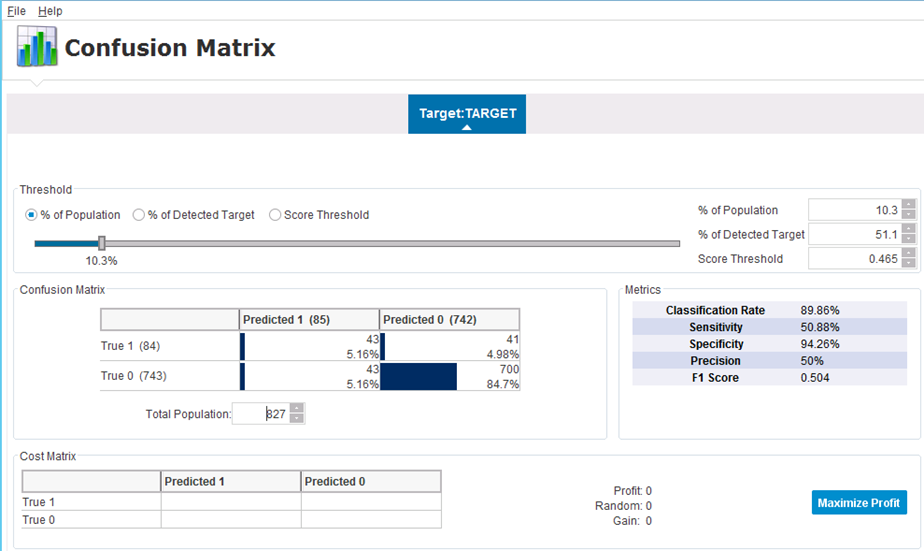 File Help
Confusion Matrix
Target:TARGET
Threshold
% of Population % of Detected Target Score Threshold
10.3%
% of Population 10.3
% of Detected Target 51.1
Score Threshold 0.465
Confusion Matrix
Predicted 1 (85) Predicted 0 (742)
True 1 (84) 43 41
5.16% 4.98%
True 0 (743) 43 700
5.16% 84.7%
Total Population: 827
Metrics
Classification Rate 89.86%
Sensitivity 50.88%
Specificity 94.26%
Precision 50%
F1 Score 0.504
Cost Matrix
Predicted 1 Predicted 0
True 1
True 0
Profit: 0
Random: 0
Gain: 0
Maximize Profit